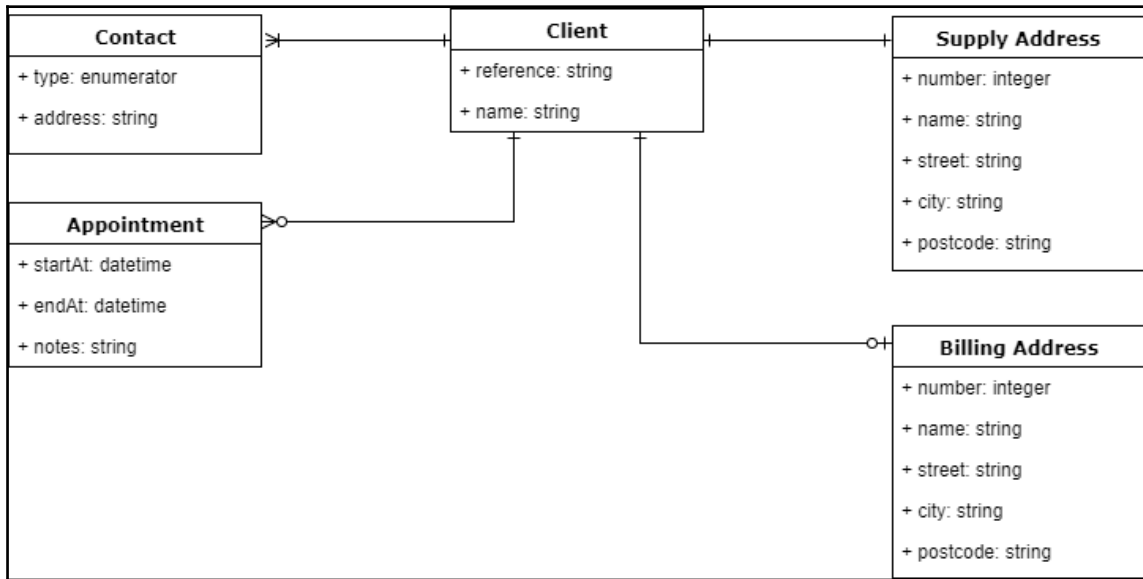 Contact
+ type: enumerator
+ address: string
Client
+ reference: string
+ name: string
Supply Address
+ number: integer
+ name: string
+ street: string
+ city: string
+ postcode: string
Appointment
+ startAt: datetime
+ endAt: datetime
+ notes: string
Billing Address
+ number: integer
+ name: string
+ street: string
+ city: string
+ postcode: string